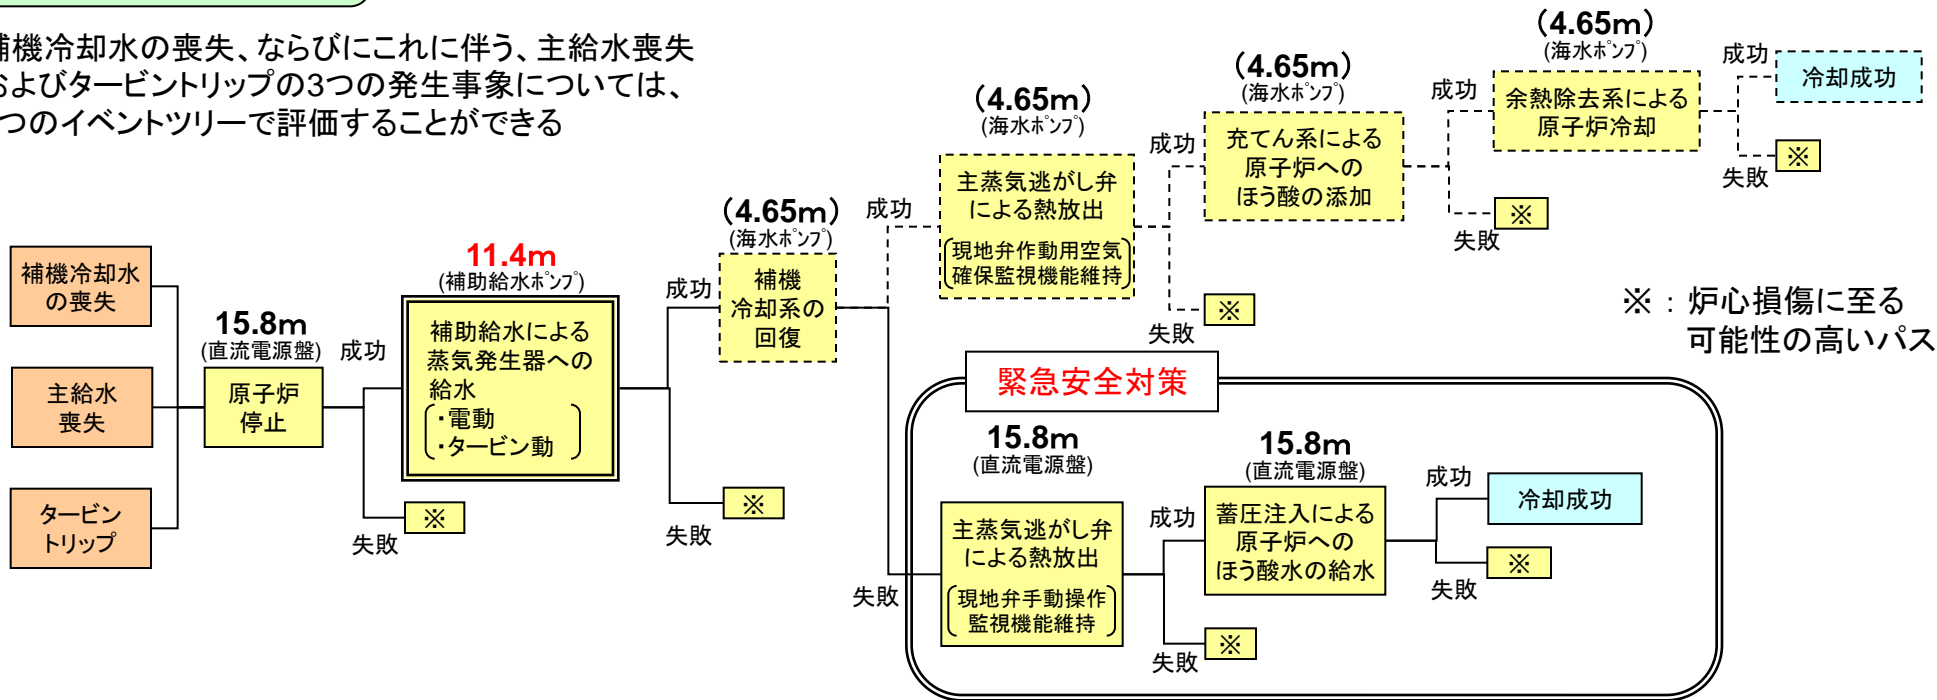 補機冷却水の喪失、ならびにこれに伴う、主給水喪失
およびタービントリップの3つの発生事象については、
つのイベントツリーで評価することができる
補機冷却水
の喪失
主給水
喪失
タービン
トリップ
15.8m
(直流電源盤)
原子炉
停止
成功
失敗
※
11.4m
(補助給水ポンプ)
補助給水による
蒸気発生器への
給水
・電動
・タービン動
成功
失敗
※
(4.65m)
(海水ポンプ)
補機
冷却系の
回復
成功
失敗
(4.65m)
(海水ポンプ)
主蒸気逃がし弁
による熱放出
現地弁作動用空気
確保監視機能維持
成功
失敗
※
(4.65m)
(海水ポンプ)
充てん系による
原子炉への
ほう酸の添加
成功
失敗
※
(4.65m)
(海水ポンプ)
余熱除去系による
原子炉冷却
成功
冷却成功
失敗
※
※：炉心損傷に至る
可能性の高いパス
緊急安全対策
15.8m
(直流電源盤)
主蒸気逃がし弁
による熱放出
現地弁手動操作
監視機能維持
成功
失敗
※
15.8m
(直流電源盤)
蓄圧注入による
原子炉への
ほう酸水の給水
成功
冷却成功
失敗
※